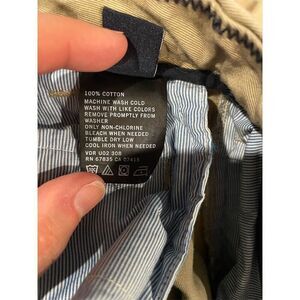 100% COTTON
MACHINE WASH COLD
WASH WITH LIKE COLORS
REMOVE PROMPTLY FROM
WASHER
ONLY NON-CHLORINE
BLEACH WHEN NEEDED
TUMBLE DRY LOW
COOL IRON WHEN NEEDED
VDR U02 308
RN 67835 CA 07415